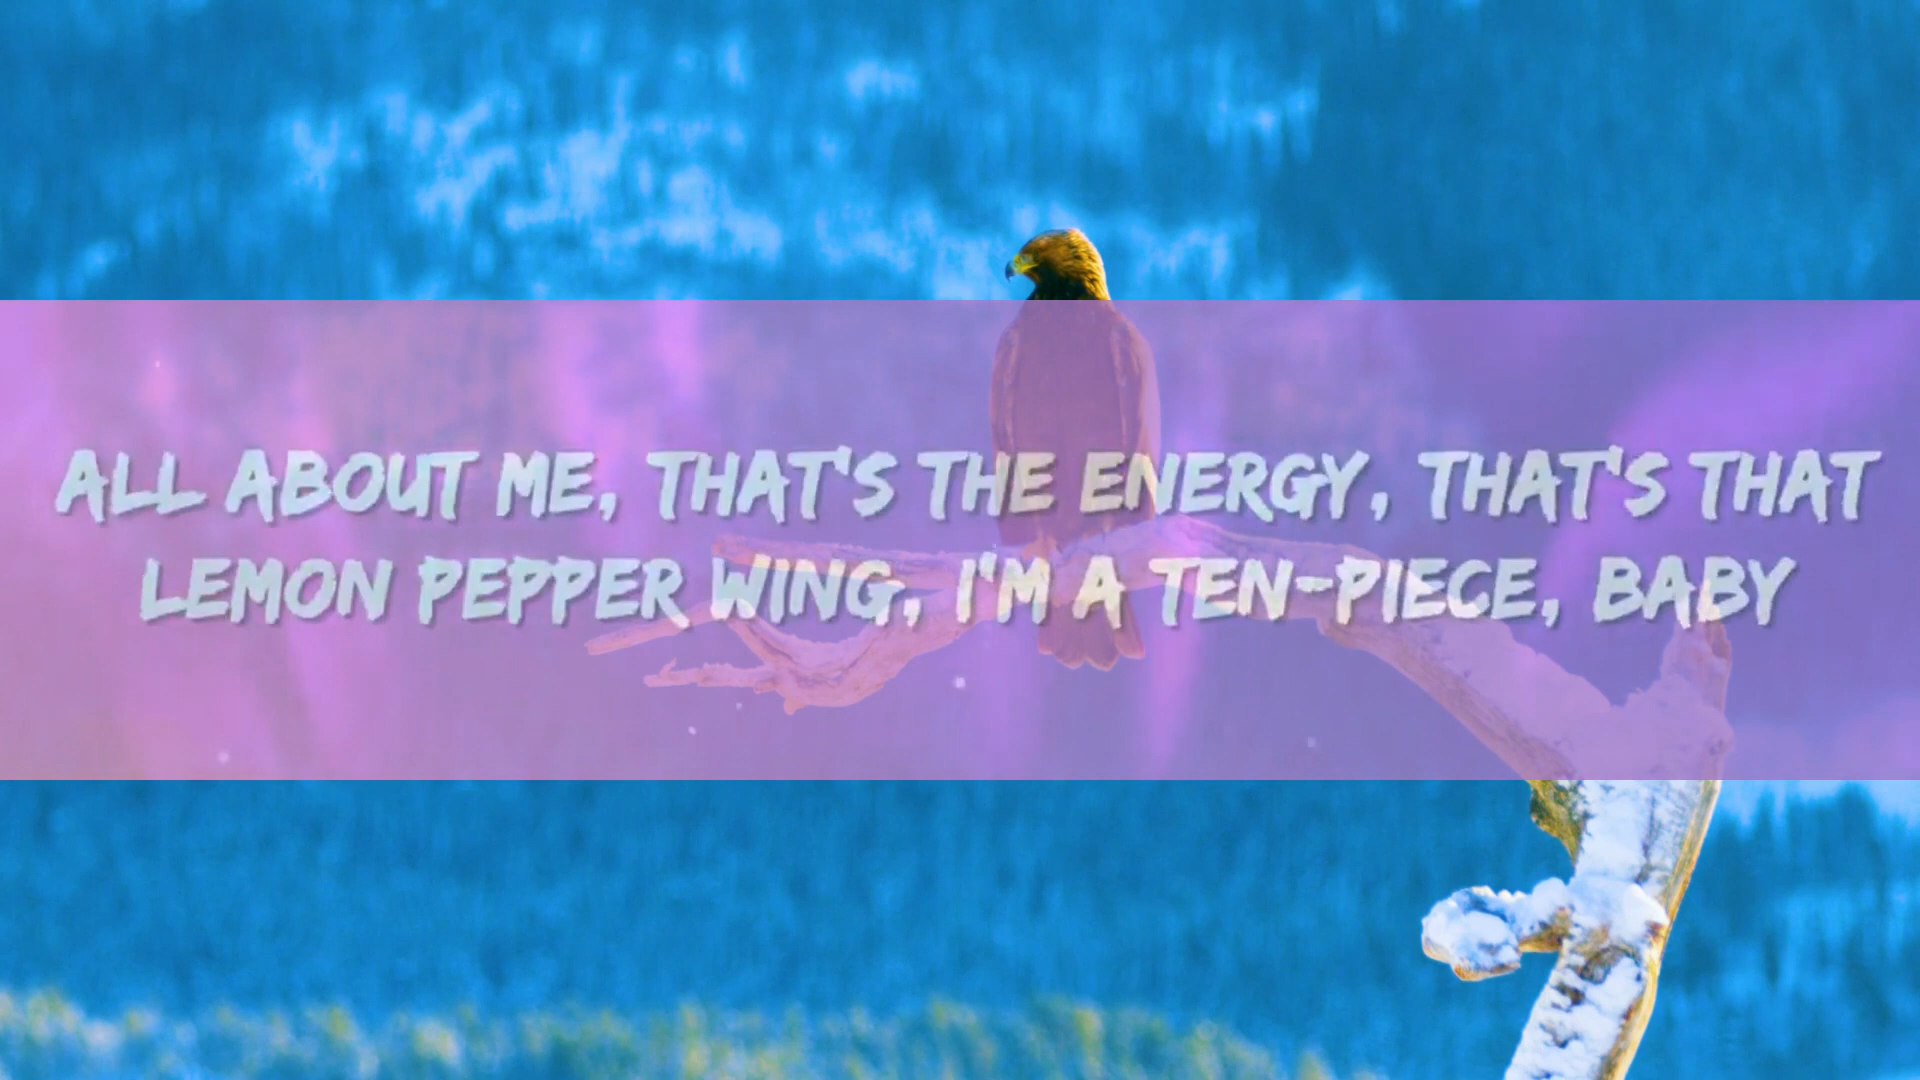 ALL ABOUT ME, THAT'S THE ENERGY, THAT'S THAT
LEMON PEPPER WING, I'M A TEN-PIECE, BABY